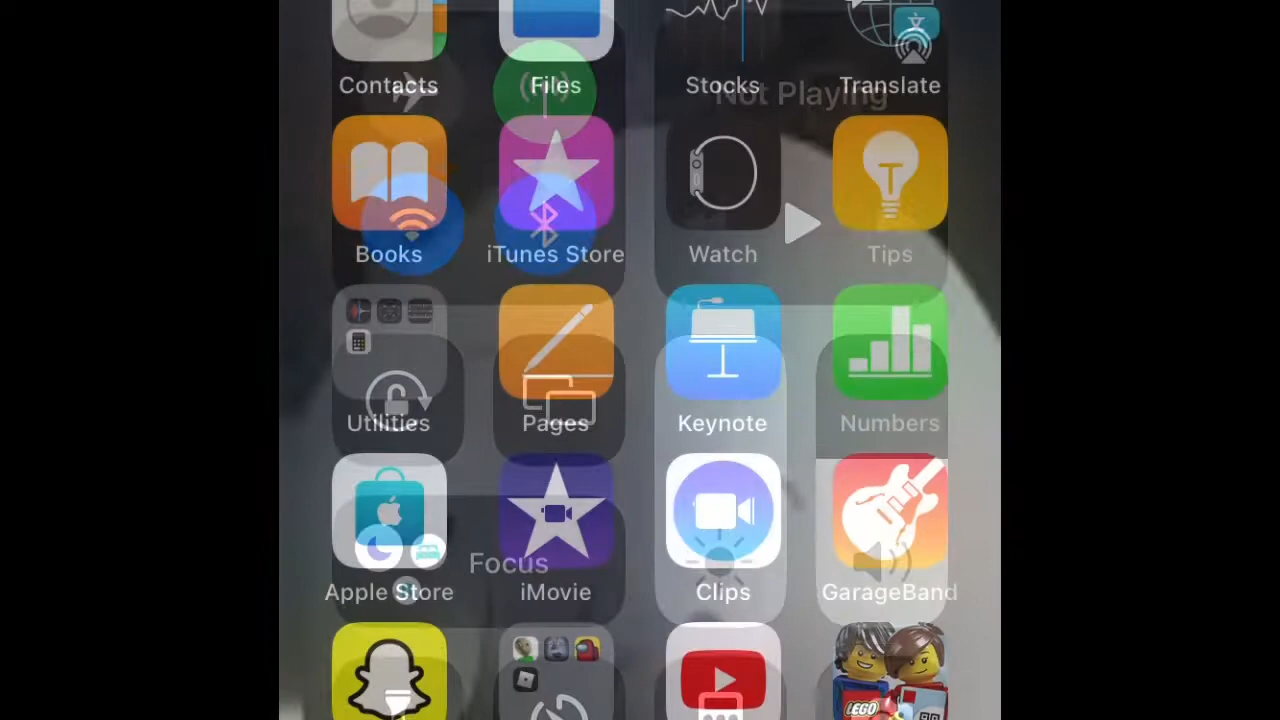 Contacts Files Stocks Translate
Not Playing
Books iTunes Store Watch Tips
Utilities Pages Keynote Numbers
Focus
Apple Store iMovie Clips GarageBand
LEGO